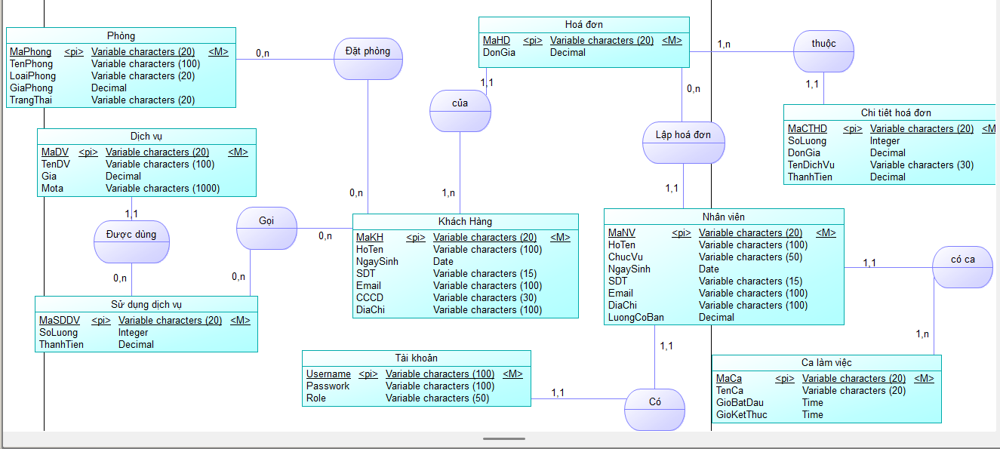 Phòng
MaPhong <pi> Variable characters (20) <M>
TenPhong Variable characters (100)
LoaiPhong Variable characters (20)
GiaPhong Decimal
TrangThai Variable characters (20)
0,n
Đặt phòng
Hoá đơn
MaHD <pi> Variable characters (20) <M>
DonGia Decimal
1,n
thuộc
1,1
của
1,1
0,n
Lập hoá đơn
Chi tiêt hoá đơn
MaCTHD <pi> Variable characters (20) <M
SoLuong Integer
DonGia Decimal
TenDichVu Variable characters (30)
ThanhTien Decimal
Dịch vụ
MaDV <pi> Variable characters (20) <M>
TenDV Variable characters (100)
Gia Decimal
Mota Variable characters (1000)
1,1
Được dùng
0,n
Gọi
0,n
0,n
0,n
1,n
1,1
Khách Hàng
MaKH <pi> Variable characters (20) <M>
HoTen Variable characters (100)
NgaySinh Date
SDT Variable characters (15)
Email Variable characters (100)
CCCD Variable characters (30)
DiaChi Variable characters (100)
Nhân viên
MaNV <pi> Variable characters (20) <M>
HoTen Variable characters (100)
ChucVu Variable characters (50)
NgaySinh Date
SDT Variable characters (15)
Email Variable characters (100)
DiaChi Variable characters (100)
LuongCoBan Decimal
1,1
có ca
1,n
Sử dụng dịch vụ
MaSDDV <pi> Variable characters (20) <M>
SoLuong Integer
ThanhTien Decimal
Tài khoản
Username <pi> Variable characters (100) <M>
Passwork Variable characters (100)
Role Variable characters (50)
1,1
1,1
Có
Ca làm việc
MaCa <pi> Variable characters (20) <M>
TenCa Variable characters (20)
GioBatDau Time
GioKetThuc Time